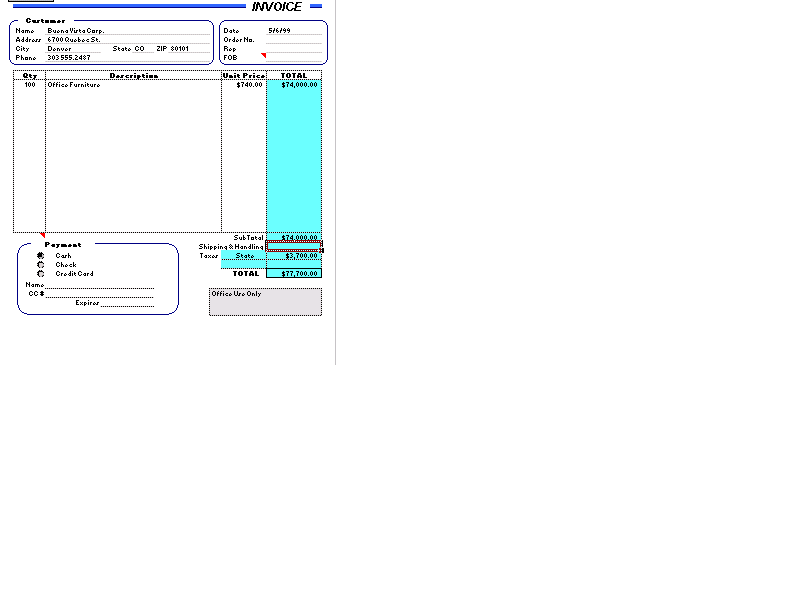 INVOICE
Customer
Name Buena Vista Corp.
Address 6700 Quebec St.
City Denver State CO ZIP 80101
Phone 303 555.2487
Date 5/6/99
Order No.
Rep
FOB
Qty Description Unit Price TOTAL
100 Office Furniture $740.00 $74,000.00
SubTotal $74,000.00
Shipping & Handling
Taxes State $3,700.00
TOTAL $77,700.00
Payment
Cash
Check
Credit Card
Name
CC #
Expires
Office Use Only